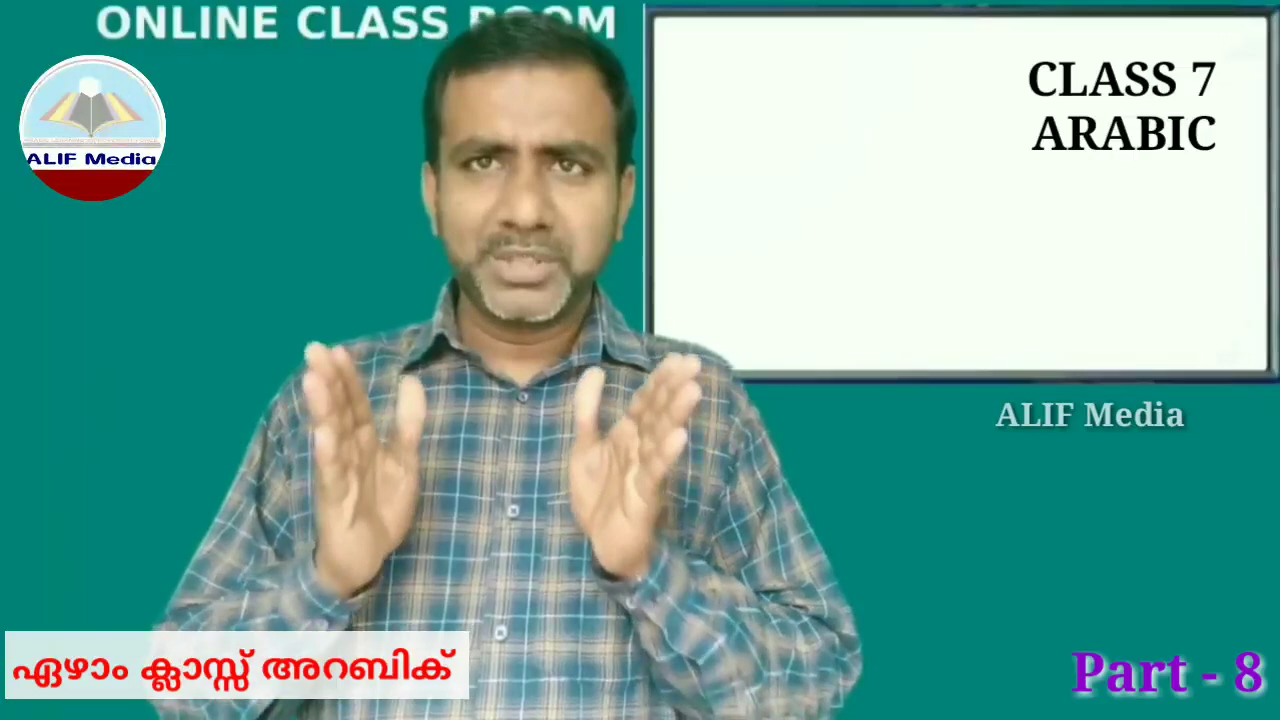 ONLINE CLASS ROOM
CLASS 7
ARABIC
ALIF Media
ALIF Media
ഏഴാം ക്ലാസ്സ് അറബിക്
Part - 8